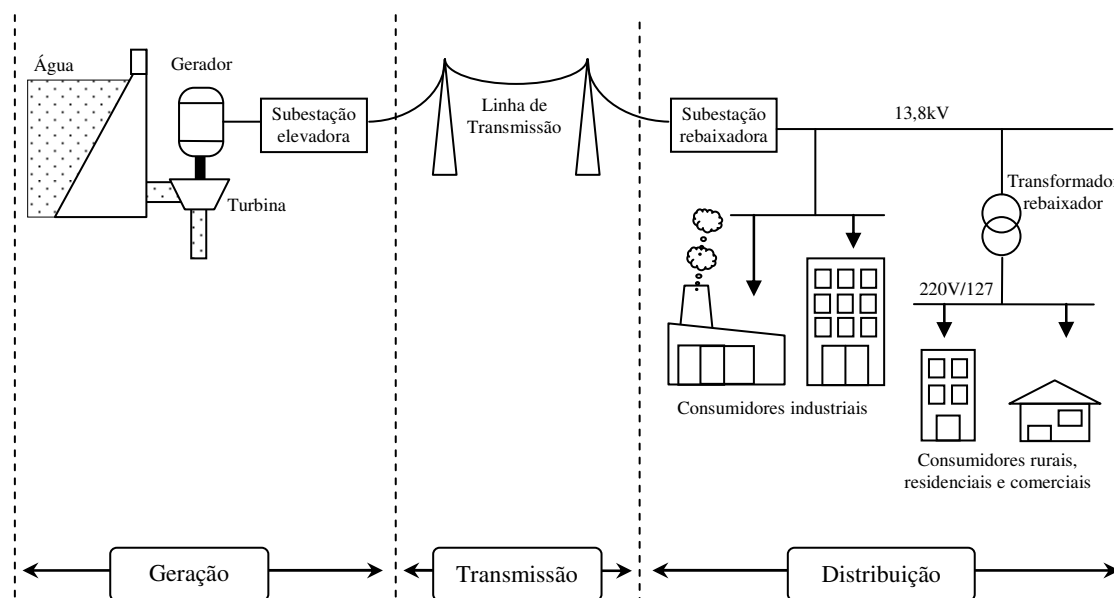 Água
Gerador
Subestação
elevadora
Turbina
Linha de
Transmissão
Subestação
rebaixadora
13,8kV
Transformador
rebaixador
220V/127
Consumidores industriais
Consumidores rurais,
residenciais e comerciais
Geração
Transmissão
Distribuição